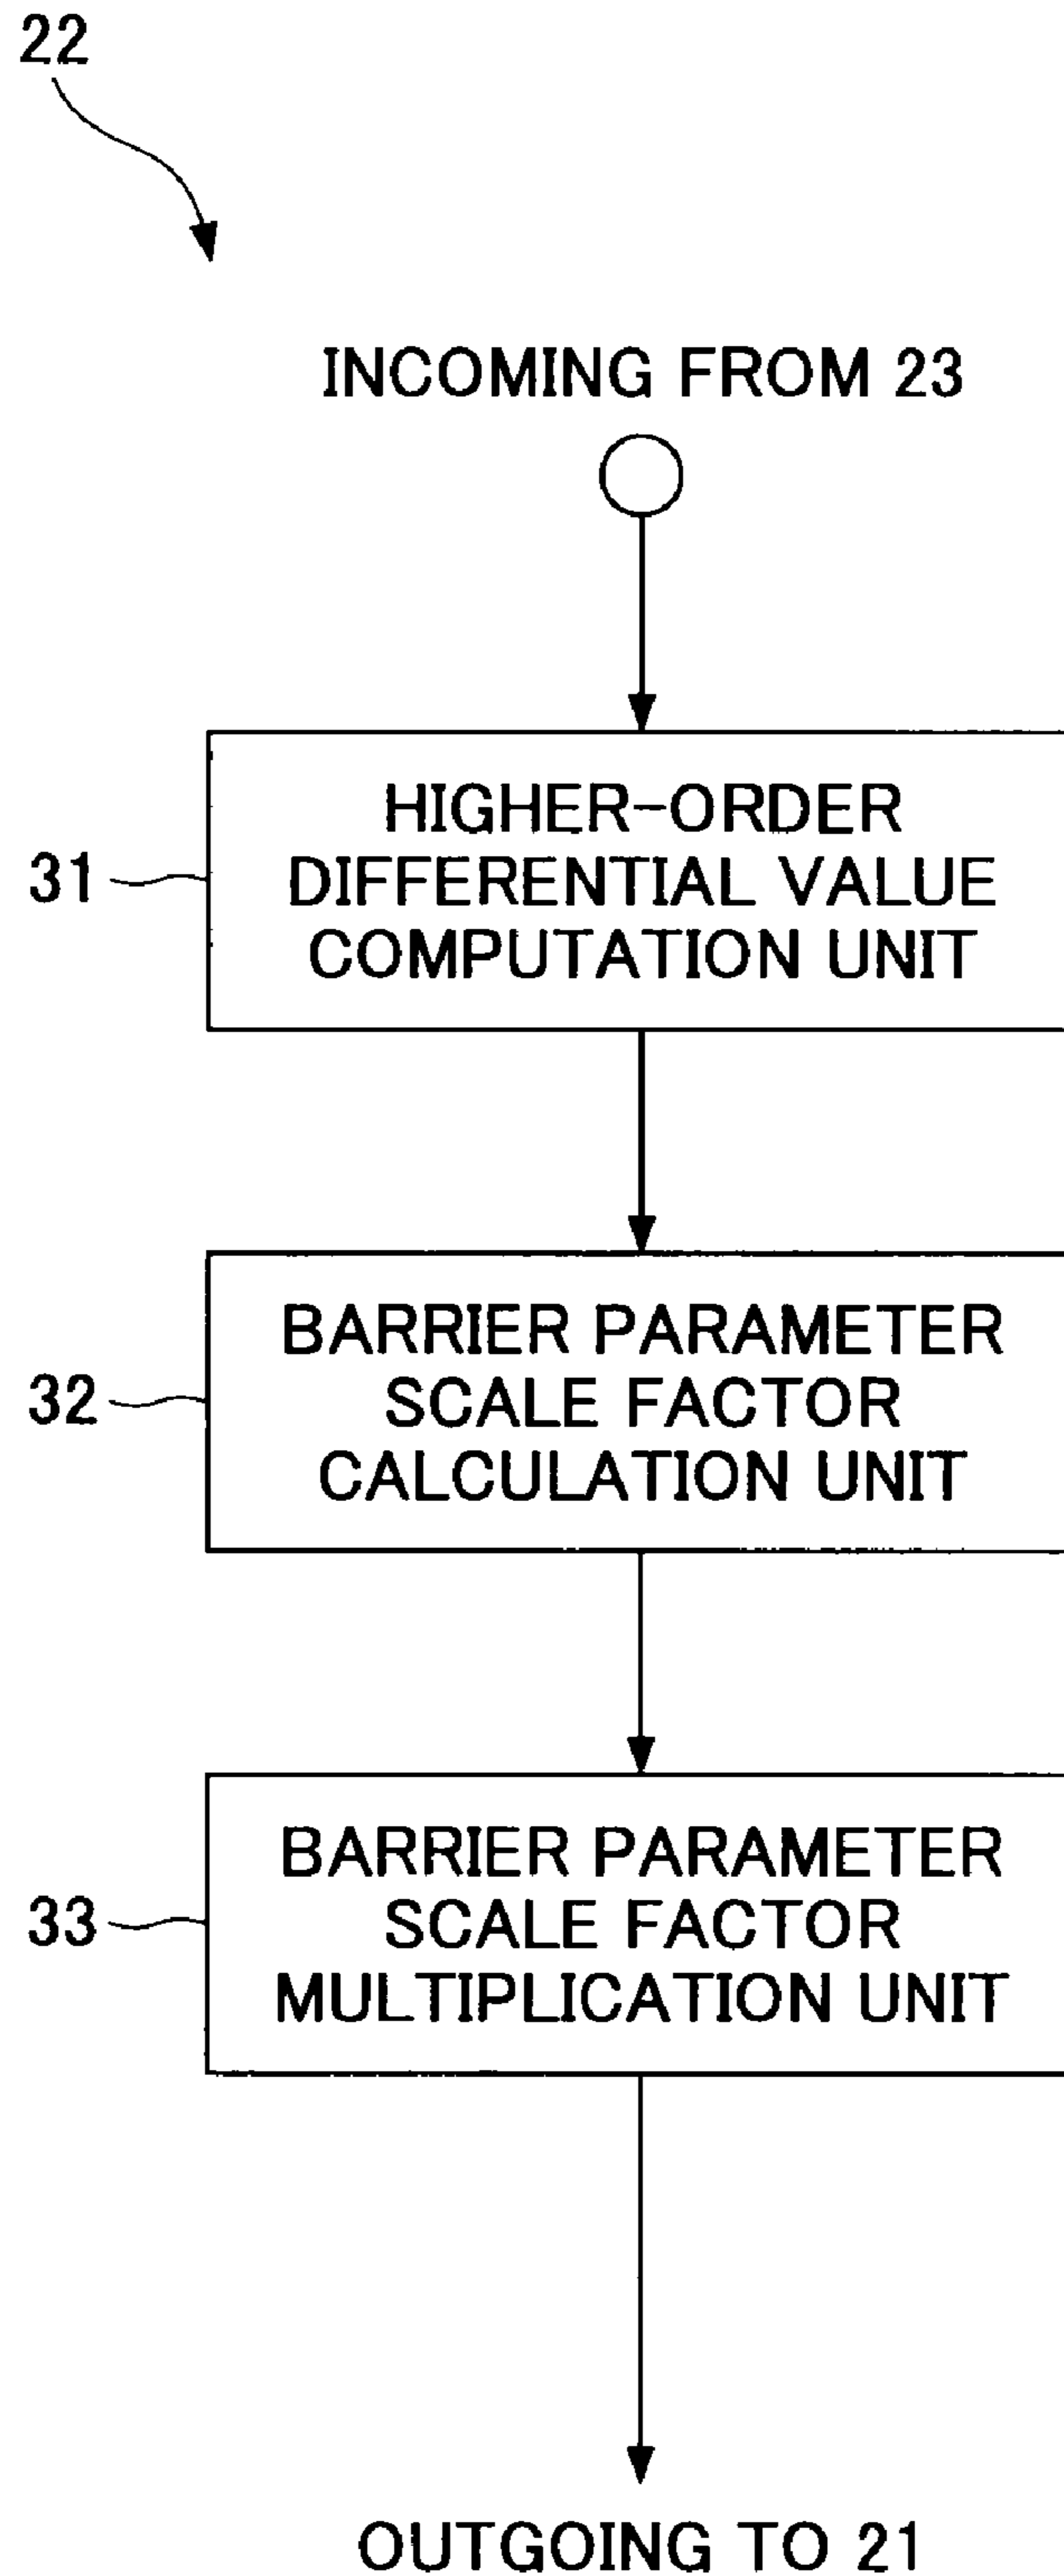 22
INCOMING FROM 23
HIGHER-ORDER
DIFFERENTIAL VALUE
COMPUTATION UNIT
31
BARRIER PARAMETER
SCALE FACTOR
CALCULATION UNIT
32
BARRIER PARAMETER
SCALE FACTOR
MULTIPLICATION UNIT
33
OUTGOING TO 21